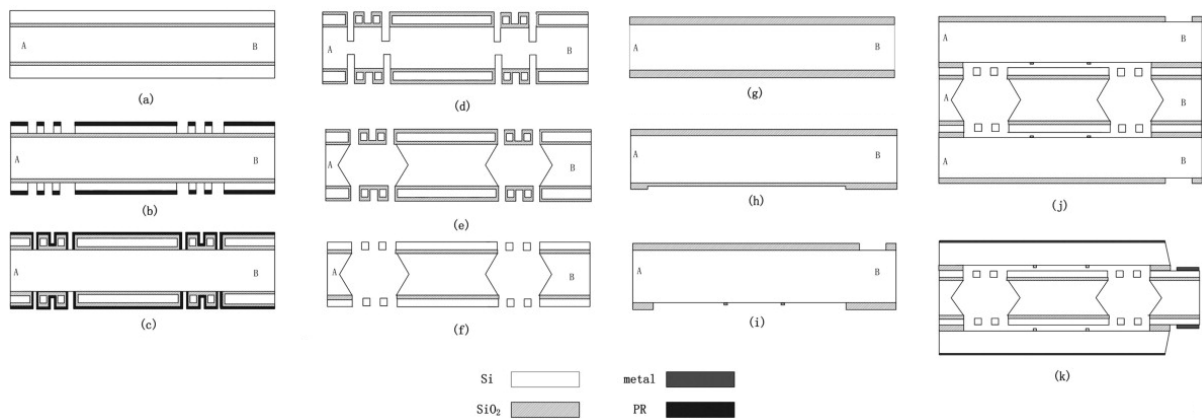 A B
(a)
A B
(b)
A B
(c)
A B
(d)
A B
(e)
A B
(f)
A B
(g)
A B
(h)
A B
(i)
A B
A B
A B
(j)
(k)
Si metal
SiO₂ PR